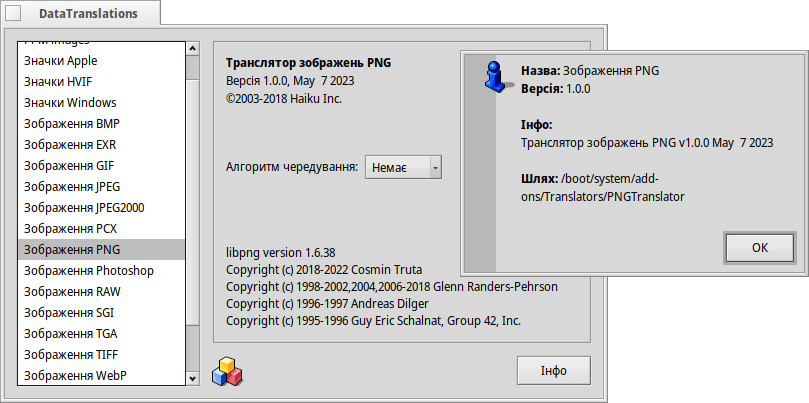 DataTranslations
Значки Apple
Значки HVIF
Значки Windows
Зображення BMP
Зображення EXR
Зображення GIF
Зображення JPEG
Зображення JPEG2000
Зображення PCX
Зображення PNG
Зображення Photoshop
Зображення RAW
Зображення SGI
Зображення TGA
Зображення TIFF
Зображення WebP
Транслятор зображень PNG
Версія 1.0.0, May 7 2023
©2003-2018 Haiku Inc.
Алгоритм чередування:
Немає
libpng version 1.6.38
Copyright (c) 2018-2022 Cosmin Truta
Copyright (c) 1998-2002,2004,2006-2018 Glenn Randers-Pehrson
Copyright (c) 1996-1997 Andreas Dilger
Copyright (c) 1995-1996 Guy Eric Schalnat, Group 42, Inc.
Інфо
Назва: Зображення PNG
Версія: 1.0.0
Інфо:
Транслятор зображень PNG v1.0.0 May 7 2023
Шлях: /boot/system/add-
ons/Translators/PNGTranslator
ОК